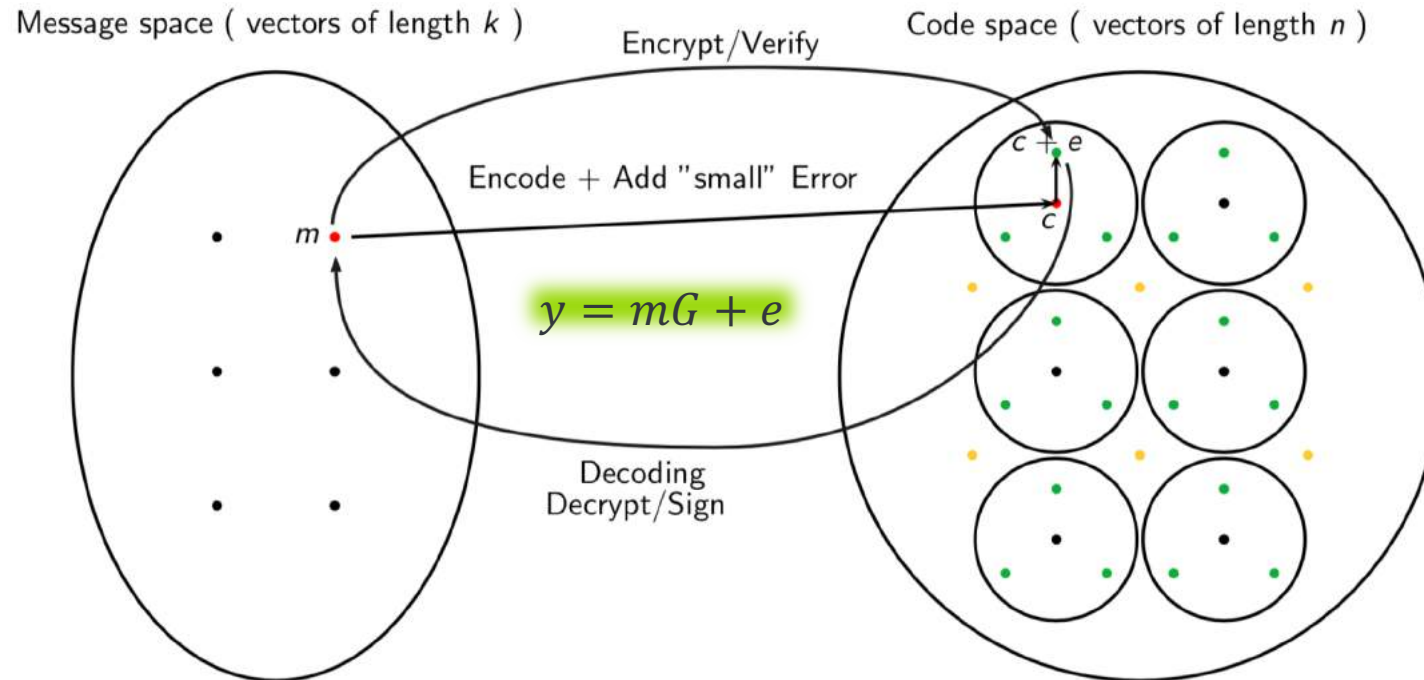 Message space ( vectors of length k )
Code space ( vectors of length n )
Encrypt/Verify
c + e
Encode + Add "small" Error
c
m
y = mG + e
Decoding
Decrypt/Sign